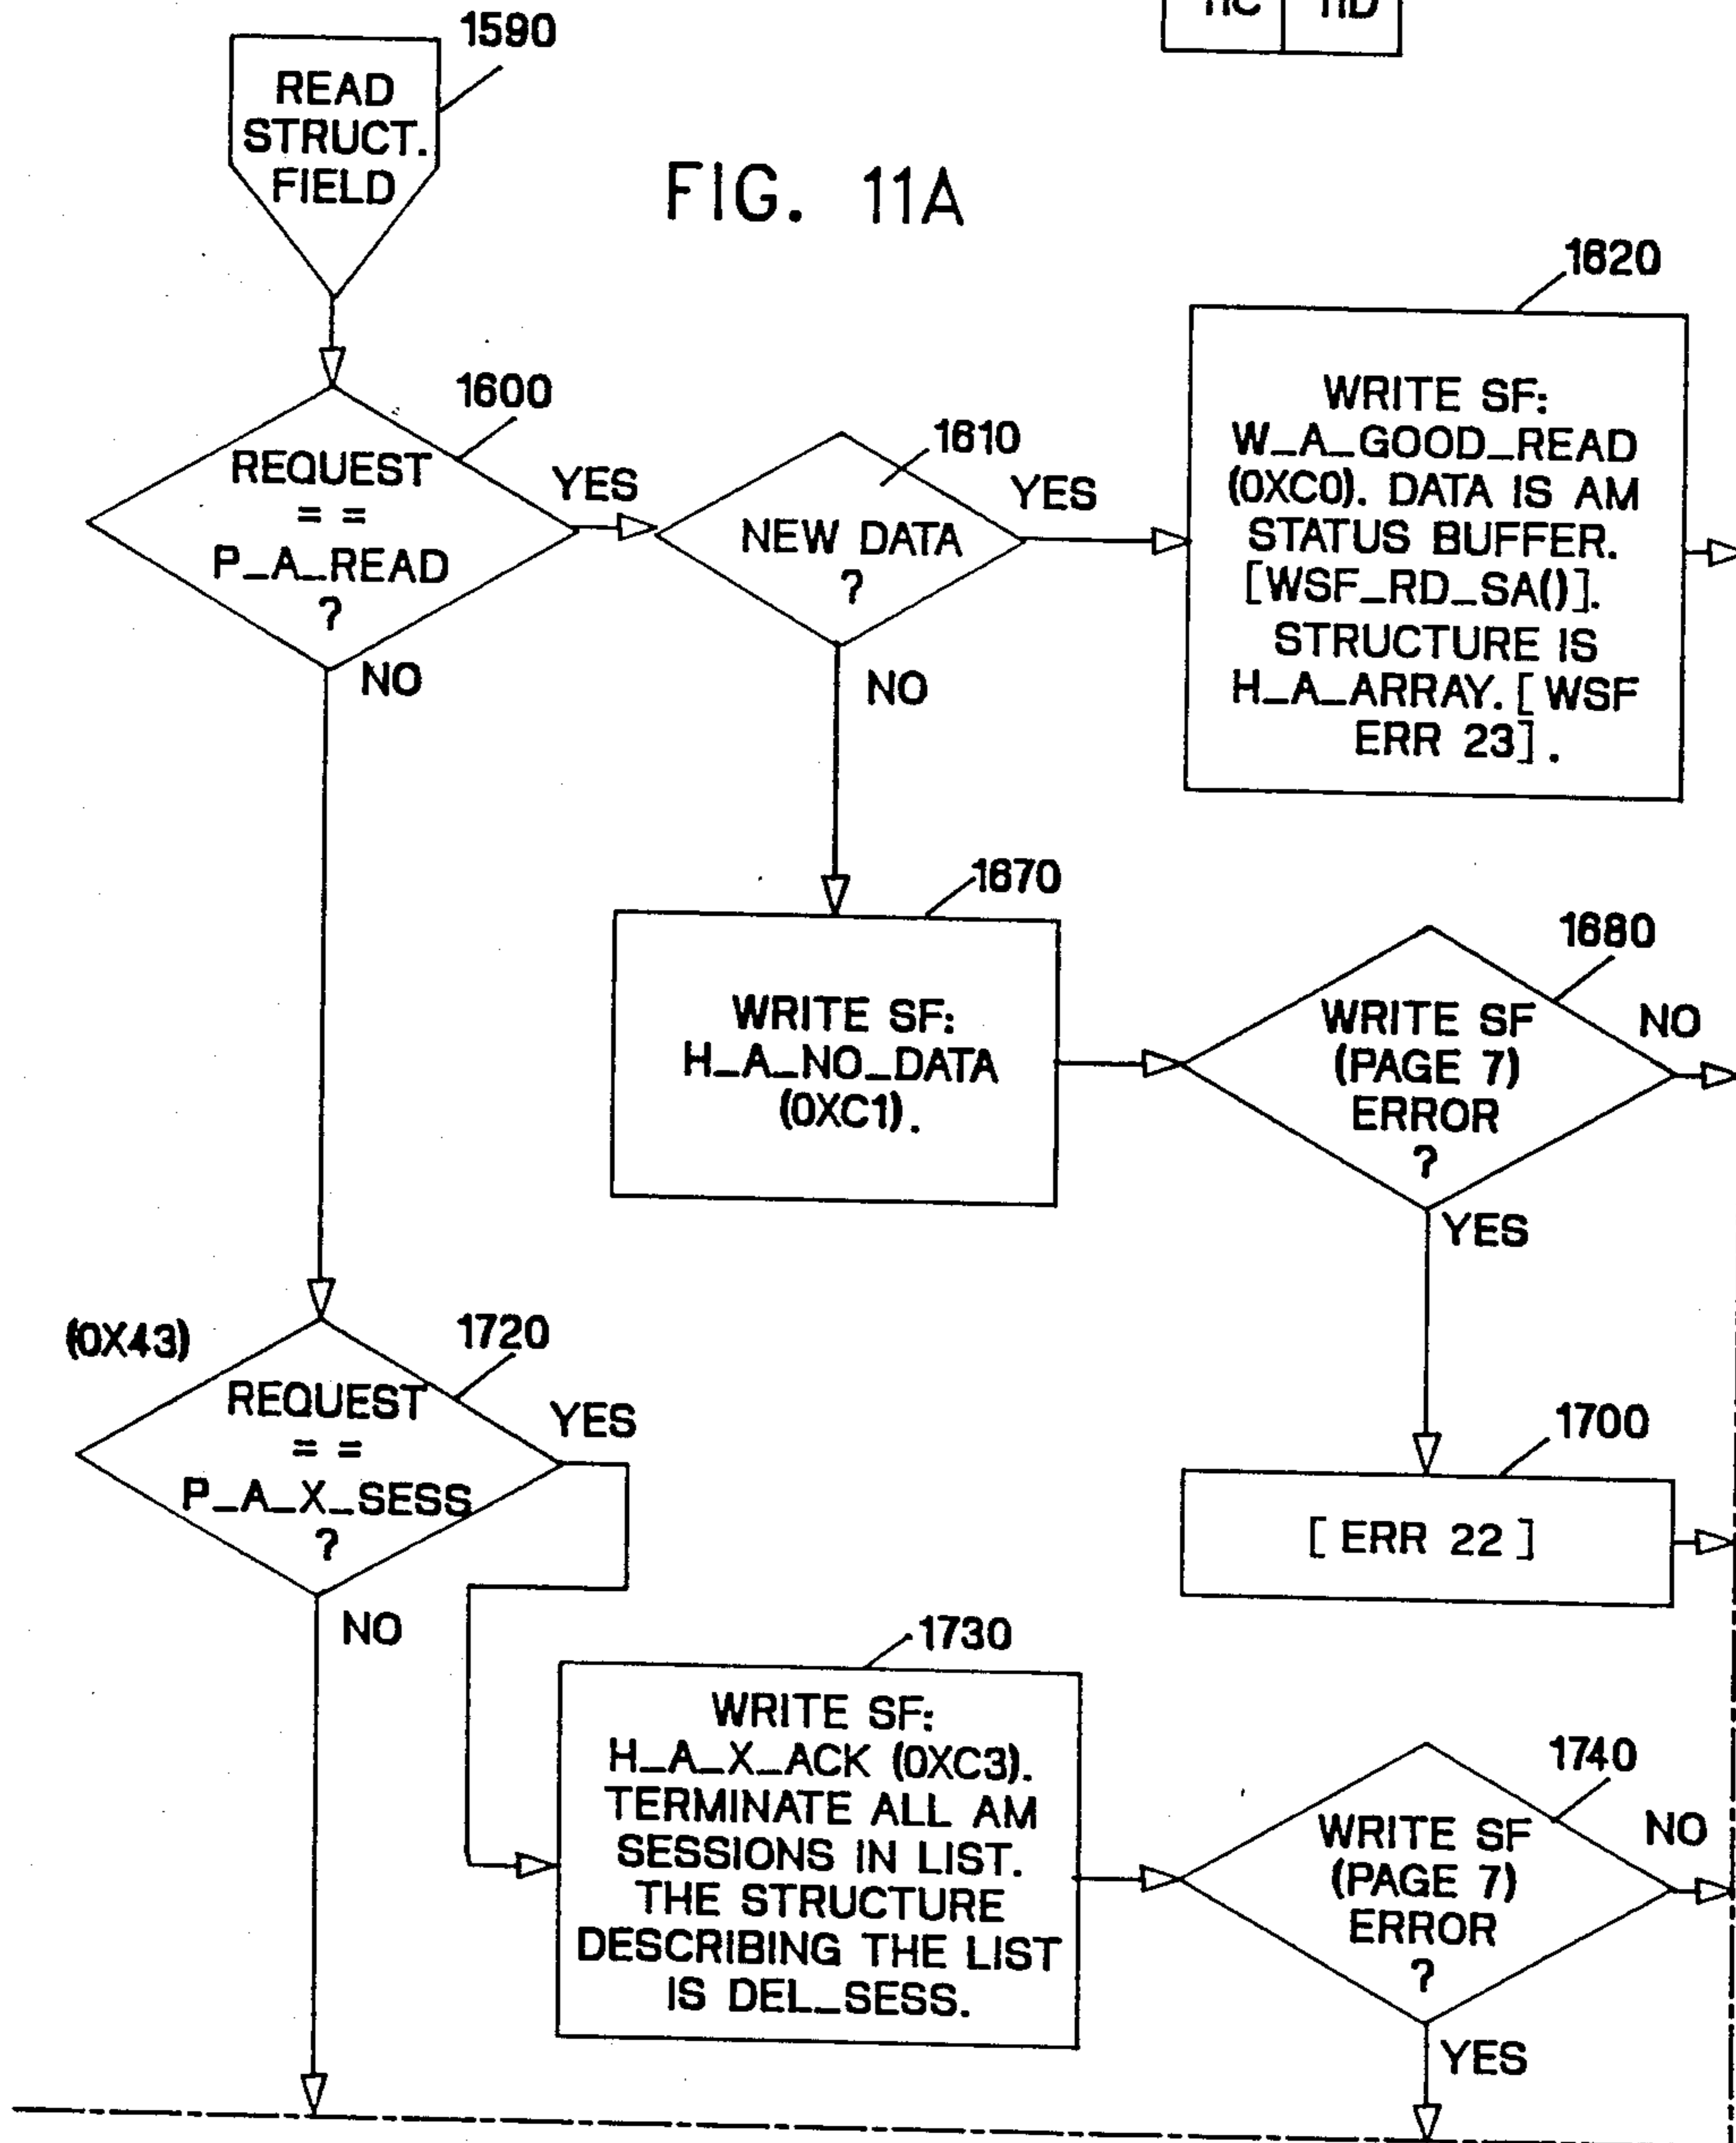 11C 11D
1590
READ
STRUCT.
FIELD
FIG. 11A
1620
WRITE SF:
W_A_GOOD_READ
(0XC0). DATA IS AM
STATUS BUFFER.
[WSF_RD_SA()].
STRUCTURE IS
H_A_ARRAY. [ WSF
ERR 23] .
1600
REQUEST
= =
P_A_READ
?
YES
NO
1610
NEW DATA
?
YES
NO
1670
WRITE SF:
H_A_NO_DATA
(0XC1).
1680
WRITE SF
(PAGE 7)
ERROR
?
NO
YES
1700
[ ERR 22 ]
(0X43)
1720
REQUEST
= =
P_A_X_SESS
?
YES
NO
1730
WRITE SF:
H_A_X_ACK (0XC3).
TERMINATE ALL AM
SESSIONS IN LIST.
THE STRUCTURE
DESCRIBING THE LIST
IS DEL_SESS.
1740
WRITE SF
(PAGE 7)
ERROR
?
NO
YES